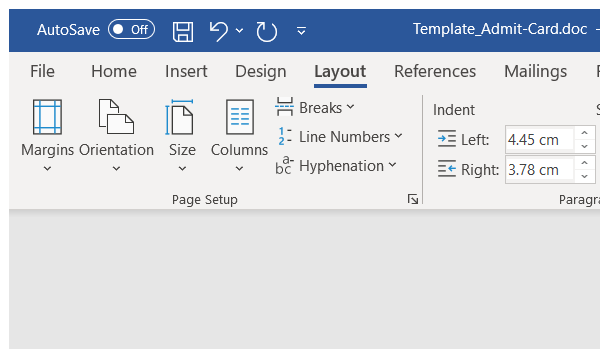 AutoSave Off Template_Admit-Card.doc
File Home Insert Design Layout References Mailings
Margins Orientation Size Columns
Breaks
Line Numbers
Hyphenation
Page Setup
Indent
Left: 4.45 cm
Right: 3.78 cm